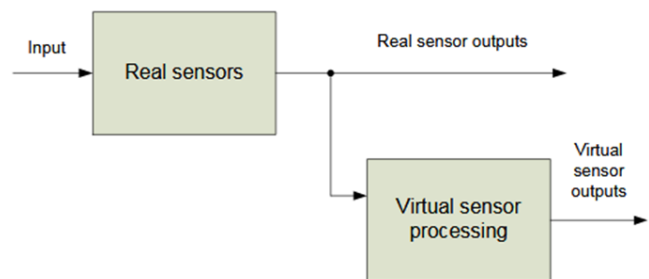 Input
Real sensors
Real sensor outputs
Virtual sensor
processing
Virtual
sensor
outputs